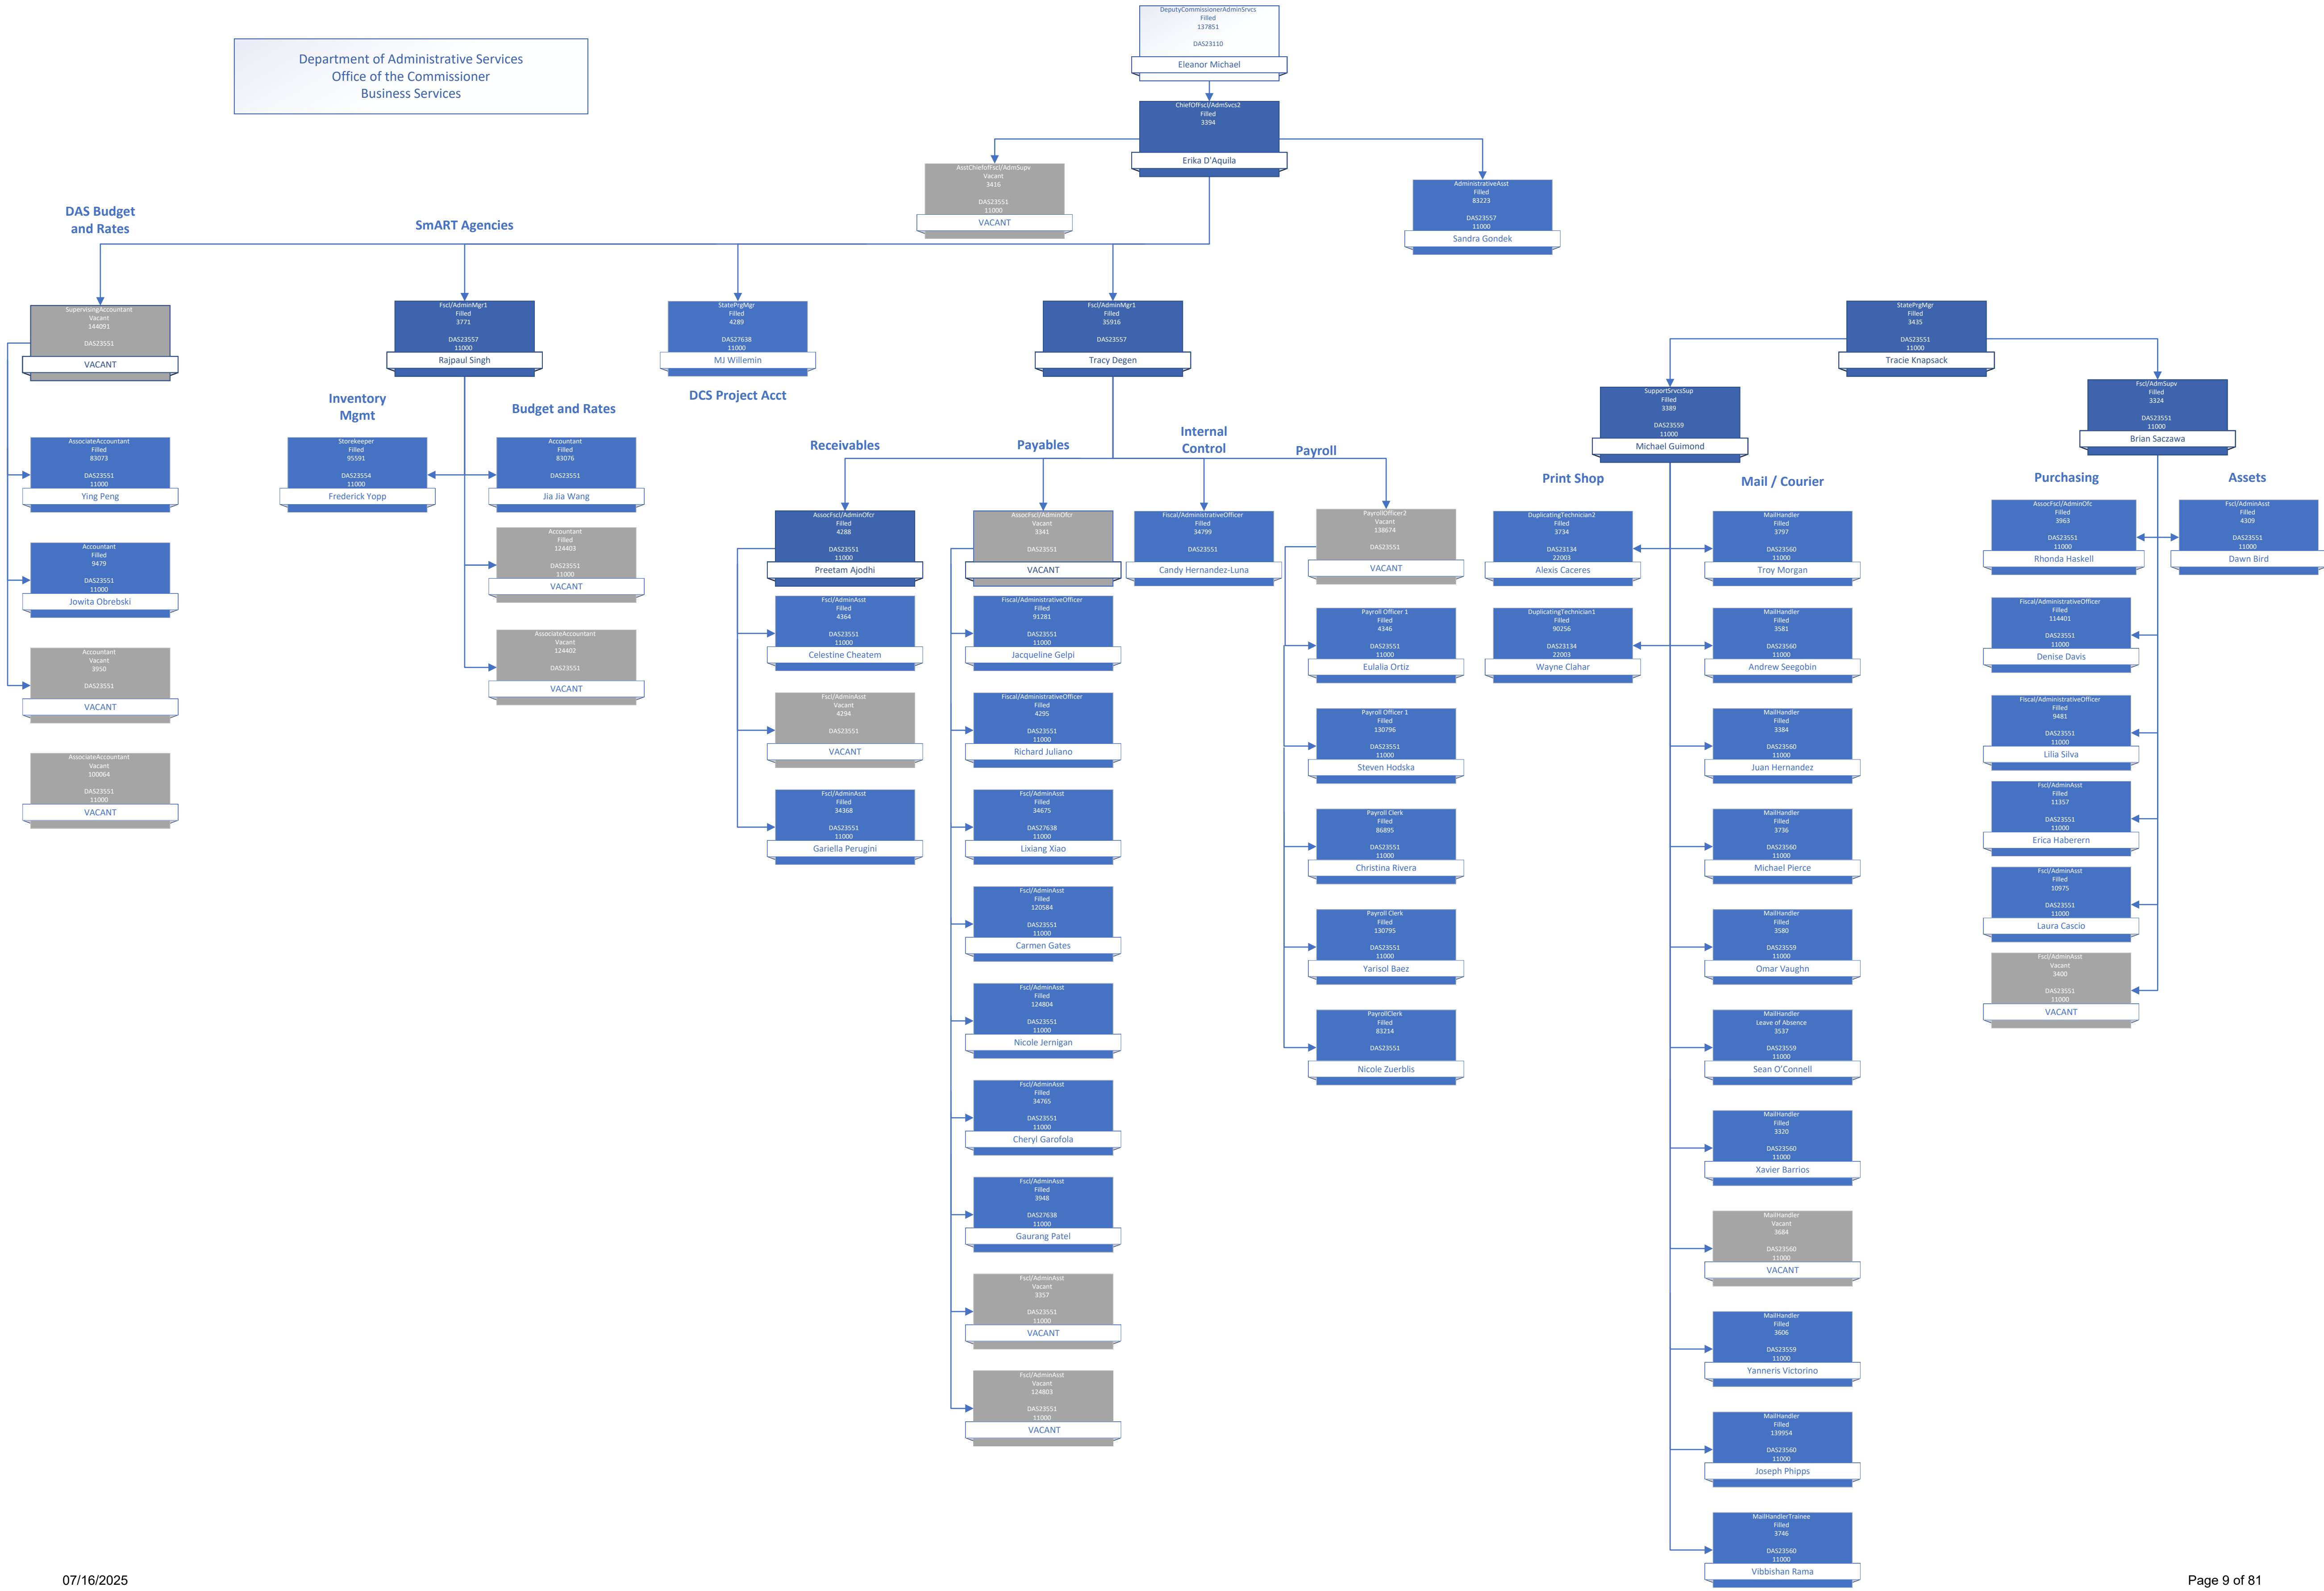 DeputyCommissionerAdminSrvcs
Filled
137851
DAS23110
Eleanor Michael
Department of Administrative Services
Office of the Commissioner
Business Services
ChiefOfFscl/AdmSvcs2
Filled
3394
Erika D'Aquila
AsstChiefofFscl/AdmSupv
Vacant
3416
DAS23551
11000
VACANT
AdministrativeAsst
Filled
83223
DAS23557
11000
Sandra Gondek
DAS Budget
and Rates
SmART Agencies
SupervisingAccountant
Vacant
144091
DAS23551
VACANT
Fscl/AdminMgr1
Filled
3771
DAS23557
11000
Rajpaul Singh
StatePrgMgr
Filled
4289
DAS27638
11000
MJ Willemin
DCS Project Acct
Fscl/AdminMgr1
Filled
35916
DAS23557
Tracy Degen
StatePrgMgr
Filled
3435
DAS23551
11000
Tracie Knapsack
SupportSrvcsSup
Filled
3389
DAS23559
11000
Michael Guimond
Fscl/AdmSupv
Filled
3324
DAS23551
11000
Brian Saczawa
AssociateAccountant
Filled
83073
DAS23551
11000
Ying Peng
Accountant
Filled
9479
DAS23551
11000
Jowita Obrebski
Accountant
Vacant
3950
DAS23551
VACANT
AssociateAccountant
Vacant
100064
DAS23551
11000
VACANT
Inventory
Mgmt
Storekeeper
Filled
95591
DAS23554
11000
Frederick Yopp
Budget and Rates
Accountant
Filled
83076
DAS23551
Jia Jia Wang
Accountant
Filled
124403
DAS23551
11000
VACANT
AssociateAccountant
Vacant
124402
DAS23551
VACANT
Receivables
AssocFscl/AdminOfcr
Filled
4288
DAS23551
11000
Preetam Ajodhi
Fscl/AdminAsst
Filled
4364
DAS23551
11000
Celestine Cheatem
Fscl/AdminAsst
Vacant
4294
DAS23551
VACANT
Fscl/AdminAsst
Filled
34368
DAS23551
11000
Gariella Perugini
Payables
AssocFscl/AdminOfcr
Vacant
3341
DAS23551
VACANT
Fiscal/AdministrativeOfficer
Filled
91281
DAS23551
11000
Jacqueline Gelpi
Fiscal/AdministrativeOfficer
Filled
4295
DAS23551
11000
Richard Juliano
Fscl/AdminAsst
Filled
34675
DAS27638
11000
Lixiang Xiao
Fscl/AdminAsst
Filled
120584
DAS23551
11000
Carmen Gates
Fscl/AdminAsst
Filled
124804
DAS23551
11000
Nicole Jernigan
Fscl/AdminAsst
Filled
34765
DAS23551
11000
Cheryl Garofola
Fscl/AdminAsst
Filled
3948
DAS27638
11000
Gaurang Patel
Fscl/AdminAsst
Vacant
3357
DAS23551
11000
VACANT
Fscl/AdminAsst
Vacant
124803
DAS23551
11000
VACANT
Internal
Control
Fiscal/AdministrativeOfficer
Filled
34799
DAS23551
Candy Hernandez-Luna
Payroll
PayrollOfficer2
Vacant
138674
DAS23551
VACANT
Payroll Officer 1
Filled
4346
DAS23551
11000
Eulalia Ortiz
Payroll Officer 1
Filled
130796
DAS23551
11000
Steven Hodska
Payroll Clerk
Filled
86895
DAS23551
11000
Christina Rivera
Payroll Clerk
Filled
130795
DAS23551
11000
Yarisol Baez
PayrollClerk
Filled
83214
DAS23551
Nicole Zuerblis
Print Shop
DuplicatingTechnician2
Filled
3734
DAS23134
22003
Alexis Caceres
DuplicatingTechnician1
Filled
90256
DAS23134
22003
Wayne Clahar
Mail / Courier
MailHandler
Filled
3797
DAS23560
11000
Troy Morgan
MailHandler
Filled
3581
DAS23560
11000
Andrew Seegobin
MailHandler
Filled
3384
DAS23560
11000
Juan Hernandez
MailHandler
Filled
3736
DAS23560
11000
Michael Pierce
MailHandler
Filled
3580
DAS23559
11000
Omar Vaughn
MailHandler
Leave of Absence
3537
DAS23559
11000
Sean O'Connell
MailHandler
Filled
3320
DAS23560
11000
Xavier Barrios
MailHandler
Vacant
3684
DAS23560
11000
VACANT
MailHandler
Filled
3606
DAS23559
11000
Yanneris Victorino
MailHandler
Filled
139954
DAS23560
11000
Joseph Phipps
MailHandlerTrainee
Filled
3746
DAS23560
11000
Vibbishan Rama
Purchasing
AssocFscl/AdminOfc
Filled
3963
DAS23551
11000
Rhonda Haskell
Fiscal/AdministrativeOfficer
Filled
114401
DAS23551
11000
Denise Davis
Fiscal/AdministrativeOfficer
Filled
9481
DAS23551
11000
Lilia Silva
Fscl/AdminAsst
Filled
11357
DAS23551
11000
Erica Haberern
Fscl/AdminAsst
Filled
10975
DAS23551
11000
Laura Cascio
Fscl/AdminAsst
Vacant
3400
DAS23551
11000
VACANT
Assets
Fscl/AdminAsst
Filled
4309
DAS23551
11000
Dawn Bird
07/16/2025
Page 9 of 81